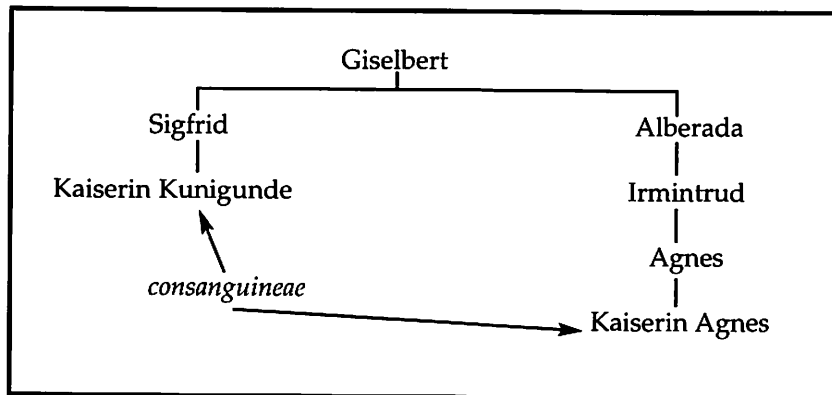 Giselbert
Sigfrid Alberada
Kaiserin Kunigunde Irmintrud
Agnes
consanguineae
Kaiserin Agnes